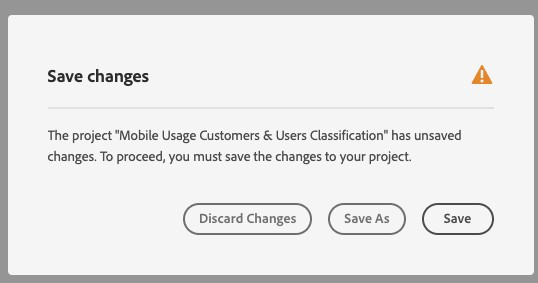 Save changes
The project "Mobile Usage Customers & Users Classification" has unsaved
changes. To proceed, you must save the changes to your project.
Discard Changes
Save As
Save